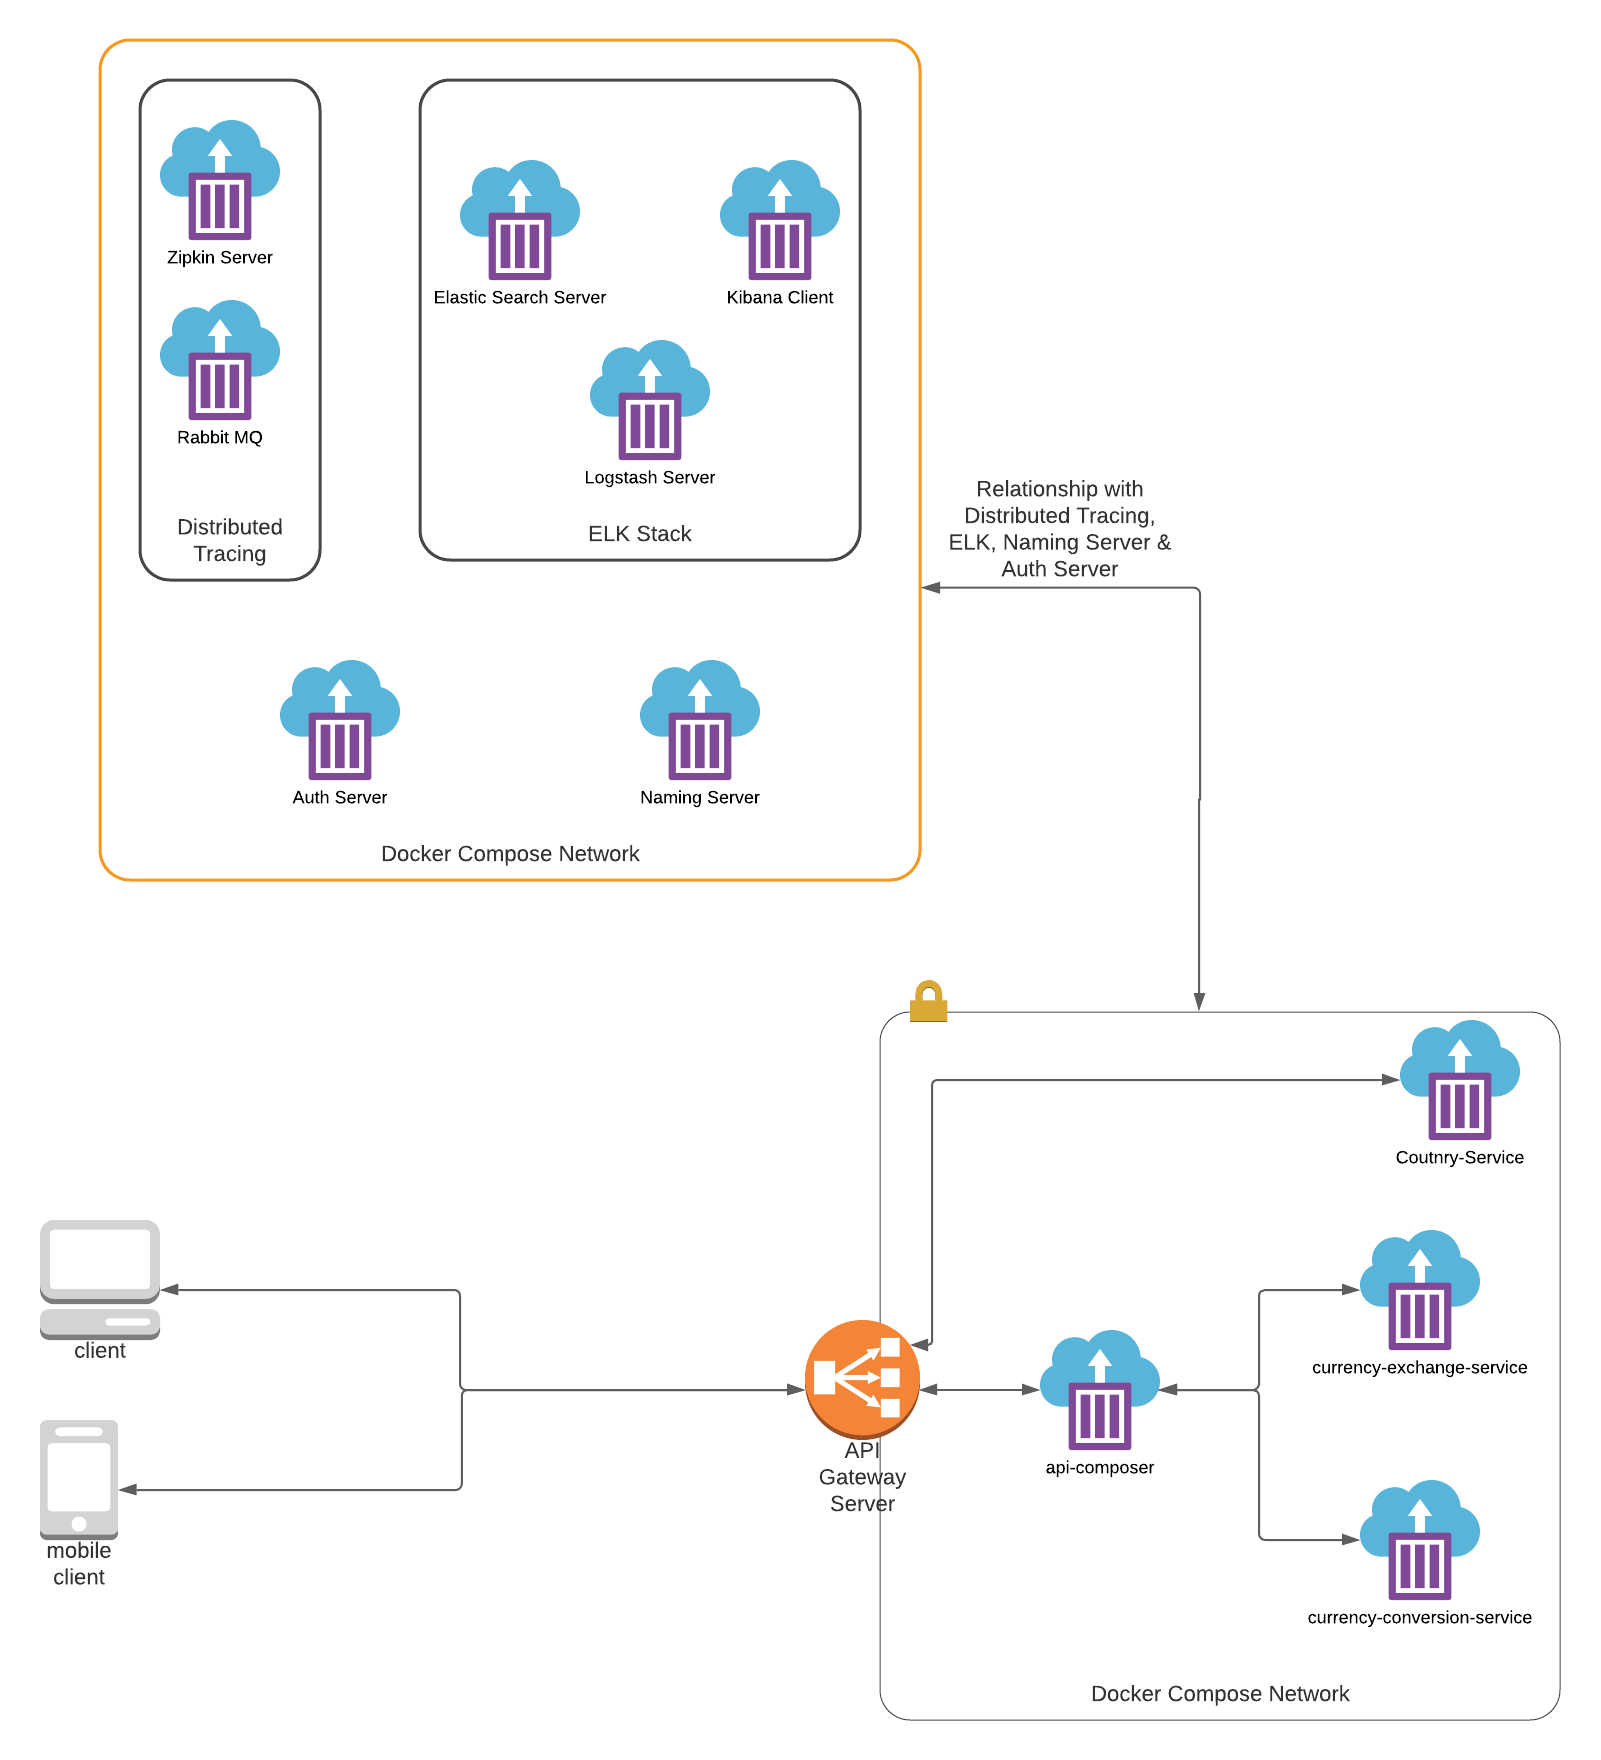 Zipkin Server
Rabbit MQ
Distributed
Tracing
Elastic Search Server
Kibana Client
Logstash Server
ELK Stack
Auth Server
Naming Server
Docker Compose Network
Relationship with
Distributed Tracing,
ELK, Naming Server &
Auth Server
client
mobile
client
API
Gateway
Server
Coutnry-Service
currency-exchange-service
api-composer
currency-conversion-service
Docker Compose Network